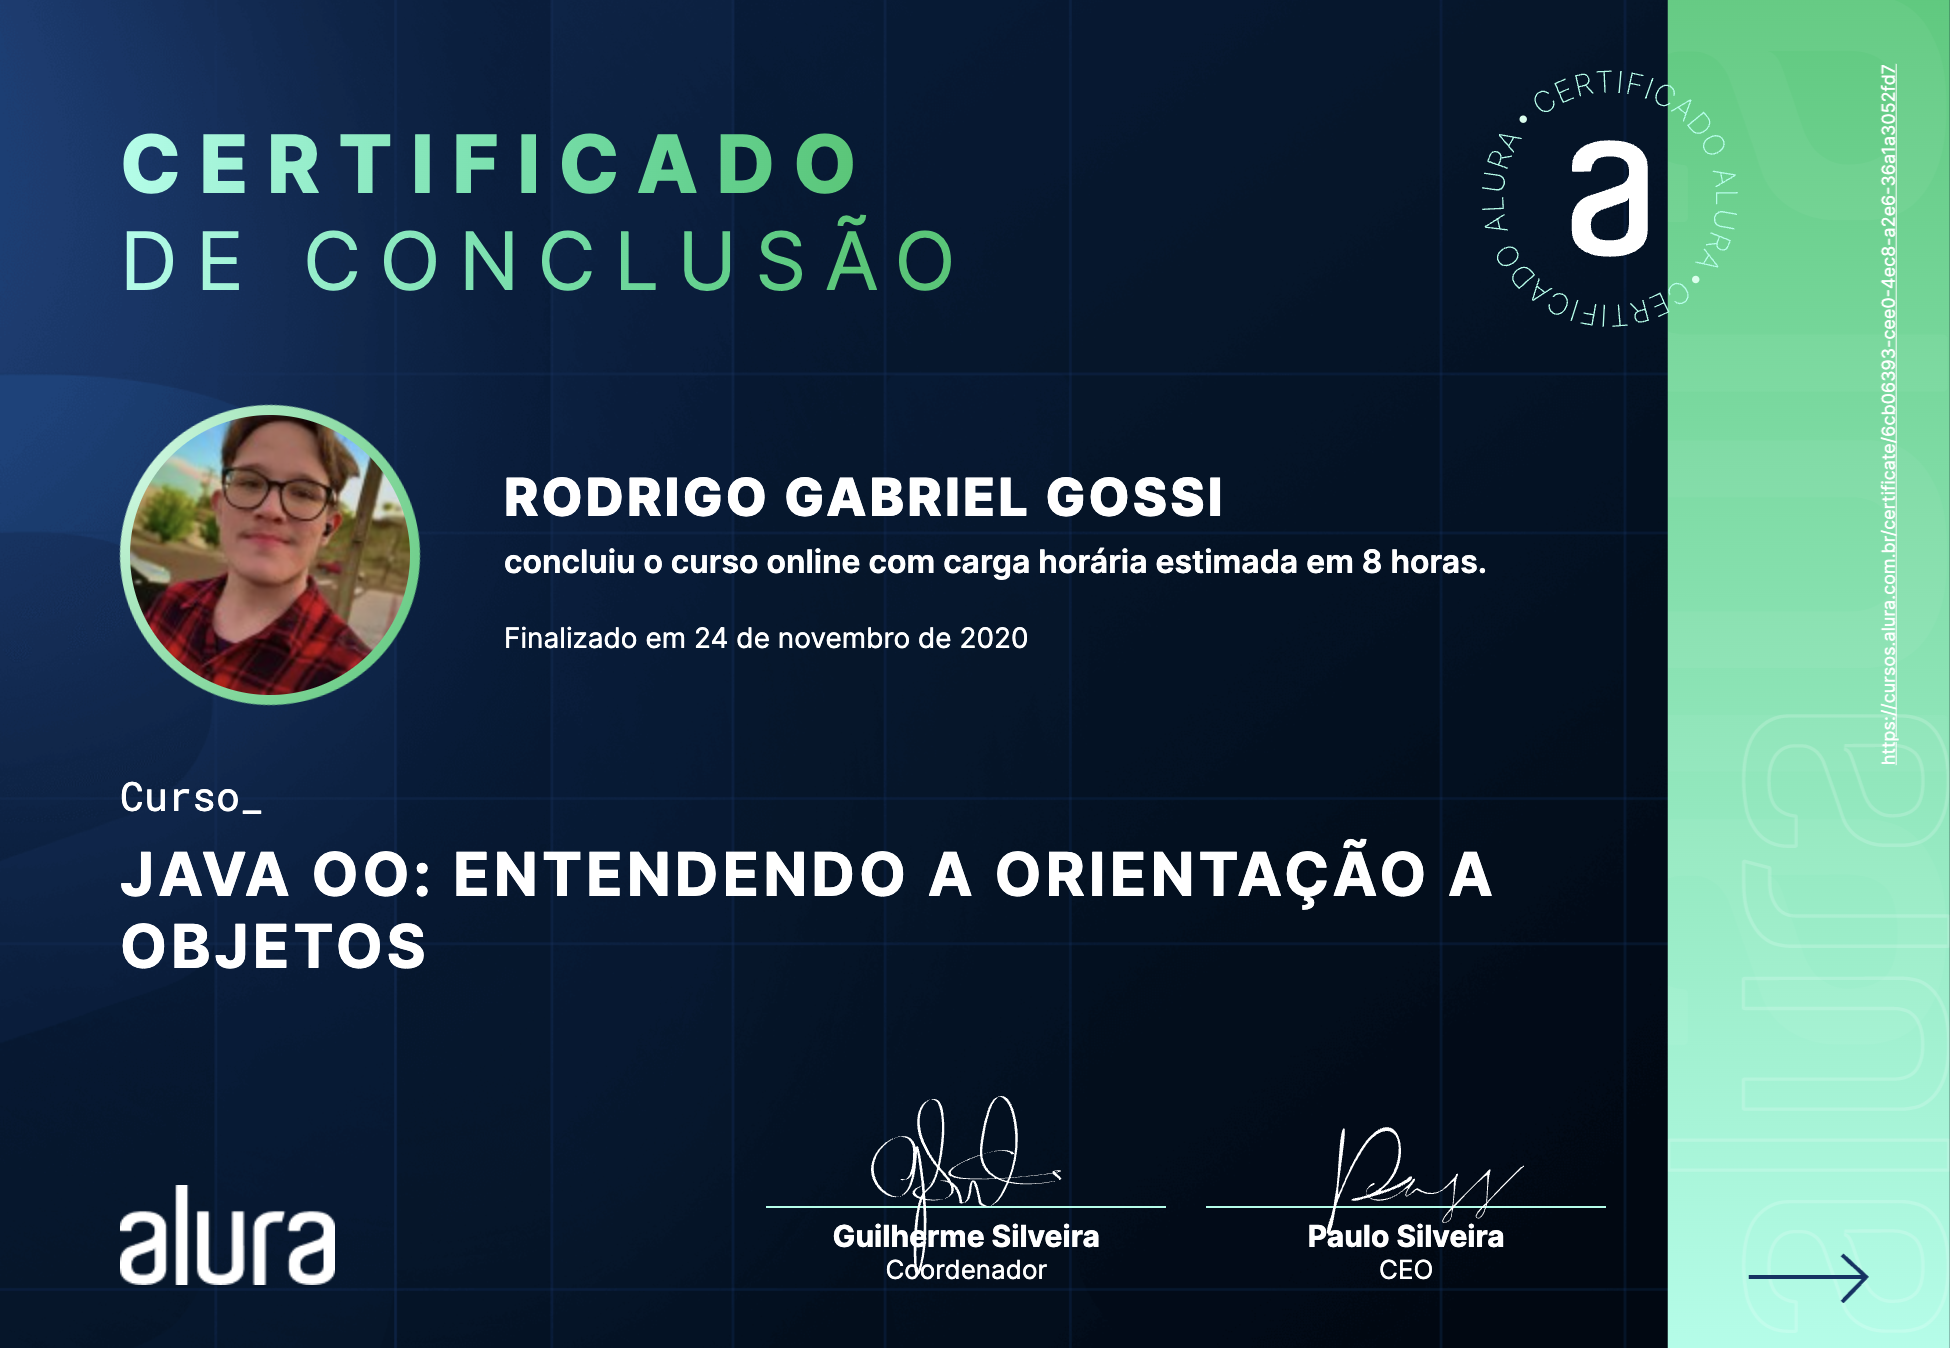 CERTIFICADO
DE CONCLUSÃO
CERTIFICADO ALURA • CERTIFICADO ALURA •
a
RODRIGO GABRIEL GOSSI
concluiu o curso online com carga horária estimada em 8 horas.
Finalizado em 24 de novembro de 2020
Curso_
JAVA OO: ENTENDENDO A ORIENTAÇÃO A
OBJETOS
alura
Guilherme Silveira
Coordenador
Paulo Silveira
CEO
https://cursos.alura.com.br/certificate/6cb06393-cee0-4ec8-a2e6-36a1a3052fd7
alura